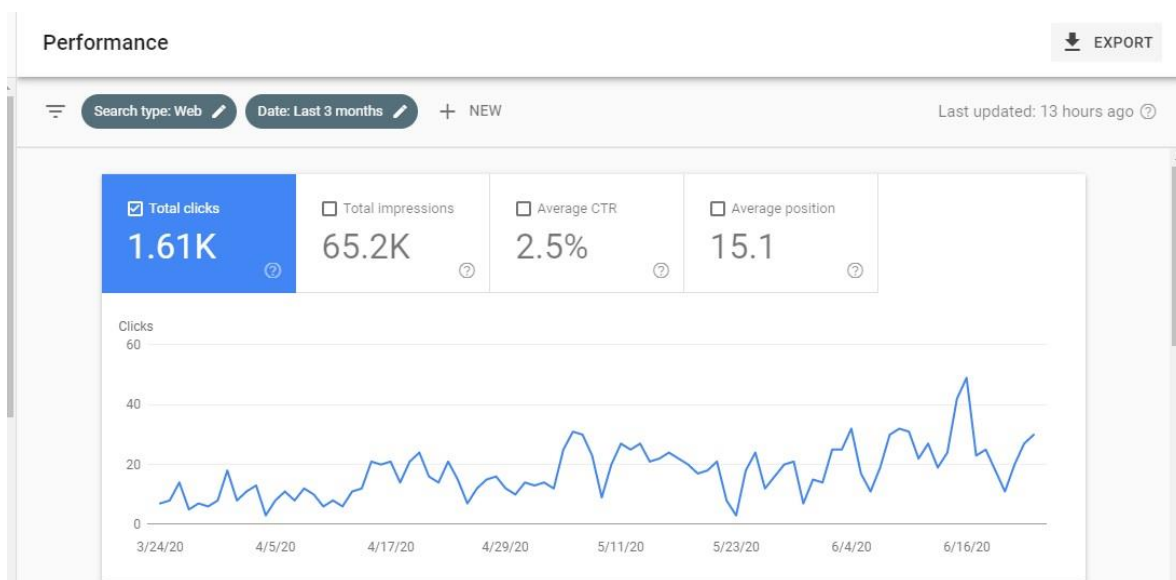 Performance
EXPORT
Search type: Web
Date: Last 3 months
+ NEW
Last updated: 13 hours ago
Total clicks
1.61K
Total impressions
65.2K
Average CTR
2.5%
Average position
15.1
Clicks
60
40
20
0
3/24/20 4/5/20 4/17/20 4/29/20 5/11/20 5/23/20 6/4/20 6/16/20